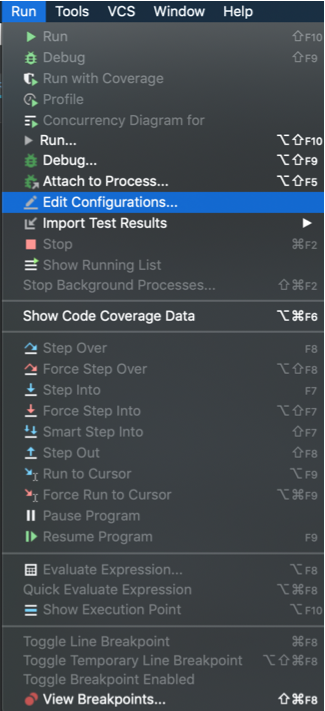 Run Tools VCS Window Help
Run ⇧F10
Debug ⇧F9
Run with Coverage
Profile
Concurrency Diagram for
Run... ⌥⇧F10
Debug... ⌥⇧F9
Attach to Process... ⌥⇧F5
Edit Configurations...
Import Test Results
Stop ⌘F2
Show Running List
Stop Background Processes... ⇧⌘F2
Show Code Coverage Data ⌥⌘F6
Step Over F8
Force Step Over ⌥⇧F8
Step Into F7
Force Step Into ⌥⇧F7
Smart Step Into ⇧F7
Step Out ⇧F8
Run to Cursor ⌥F9
Force Run to Cursor ⌥⌘F9
Pause Program
Resume Program F9
Evaluate Expression... ⌥F8
Quick Evaluate Expression ⌥⌘F8
Show Execution Point ⌥F10
Toggle Line Breakpoint ⌘F8
Toggle Temporary Line Breakpoint ⌥⇧⌘F8
Toggle Breakpoint Enabled
View Breakpoints... ⇧⌘F8